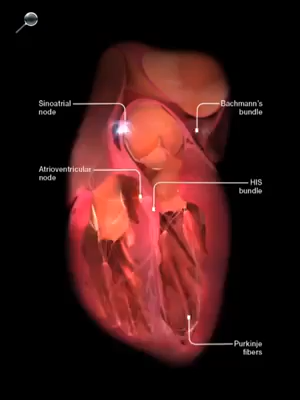 Sinoatrial
node
Bachmann's
bundle
Atrioventricular
node
HIS
bundle
Purkinje
fibers